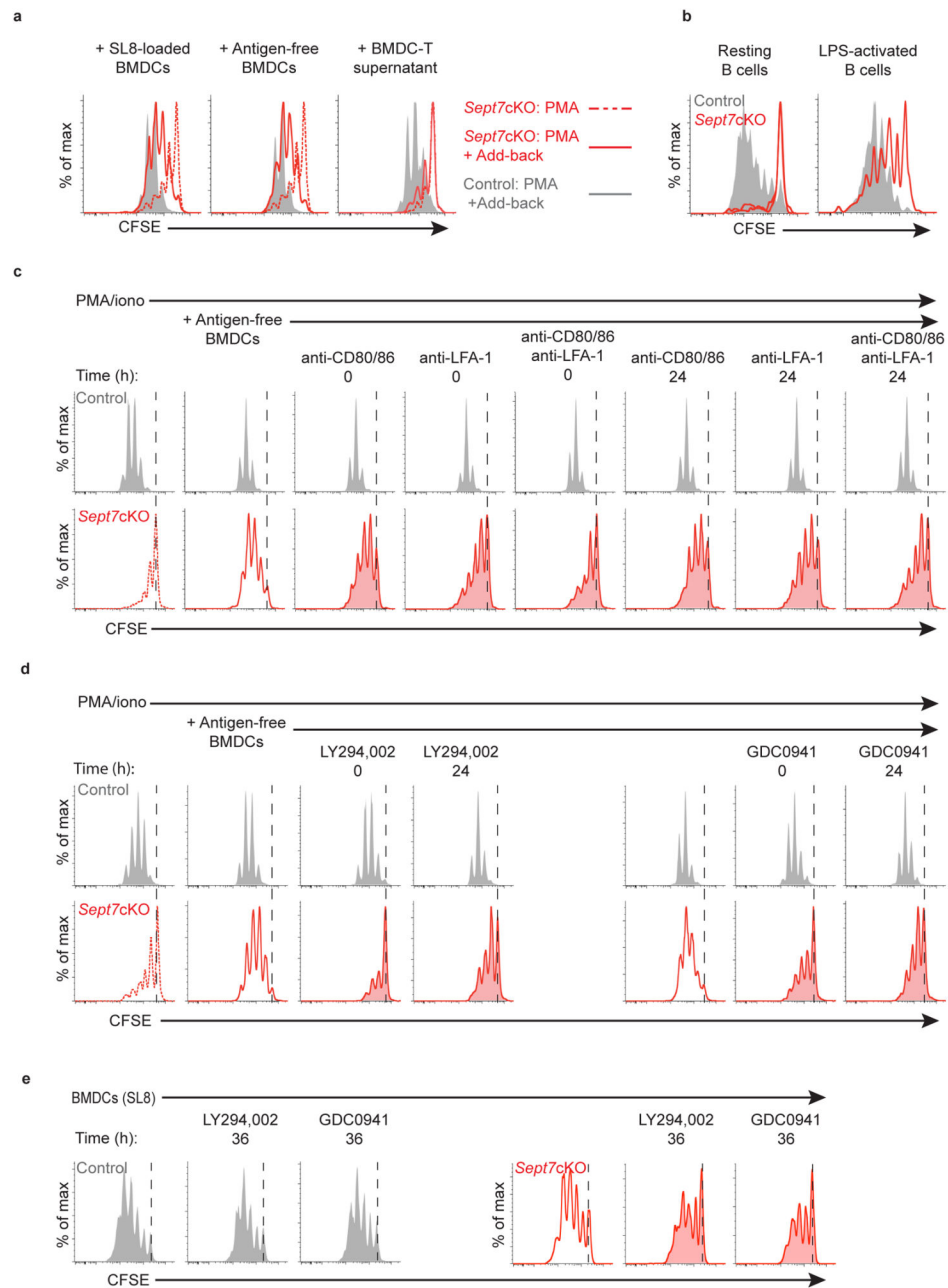 a
+ SL8-loaded
BMDCs
+ Antigen-free
BMDCs
+ BMDC-T
supernatant
% of max
CFSE
Sept7cKO: PMA
Sept7cKO: PMA
+ Add-back
Control: PMA
+Add-back
b
Resting
B cells
LPS-activated
B cells
Control
Sept7cKO
% of max
CFSE
c
PMA/iono
+ Antigen-free
BMDCs
Time (h):
anti-CD80/86
0
anti-LFA-1
0
anti-CD80/86
anti-LFA-1
0
anti-CD80/86
24
anti-LFA-1
24
anti-CD80/86
anti-LFA-1
24
Control
% of max
Sept7cKO
% of max
CFSE
d
PMA/iono
+ Antigen-free
BMDCs
Time (h):
LY294,002
0
LY294,002
24
GDC0941
0
GDC0941
24
Control
% of max
Sept7cKO
% of max
CFSE
e
BMDCs (SL8)
Time (h):
LY294,002
36
GDC0941
36
LY294,002
36
GDC0941
36
Control
% of max
Sept7cKO
% of max
CFSE